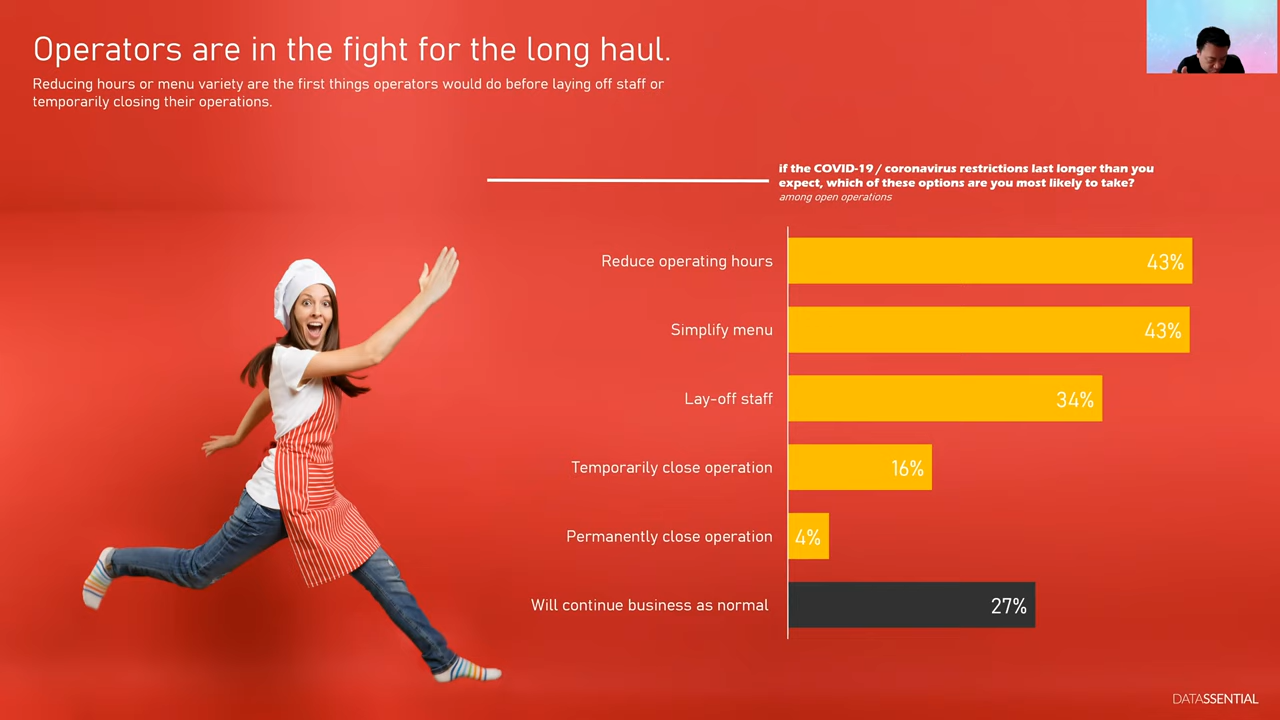 Operators are in the fight for the long haul.
Reducing hours or menu variety are the first things operators would do before laying off staff or
temporarily closing their operations.
if the COVID-19 / coronavirus restrictions last longer than you
expect, which of these options are you most likely to take?
among open operations
Reduce operating hours 43%
Simplify menu 43%
Lay-off staff 34%
Temporarily close operation 16%
Permanently close operation 4%
Will continue business as normal 27%
DATASSENTIAL